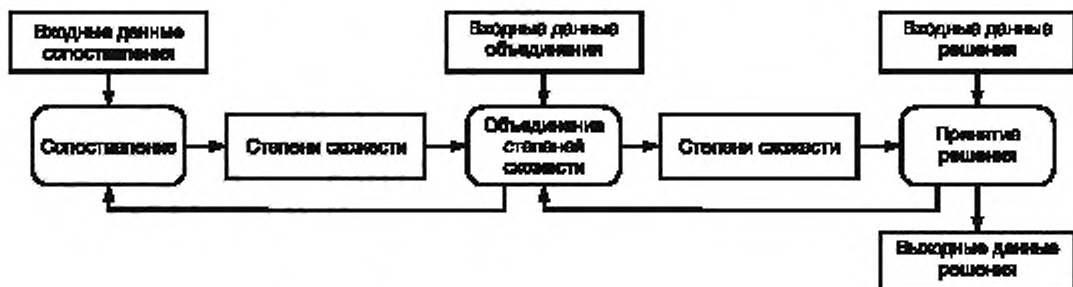 Входные данные
сопоставления
Входные данные
объединения
Входные данные
решения
Сопоставление
Степени схожести
Объединение
степеней
схожести
Степени схожести
Принятие
решения
Выходные данные
решения